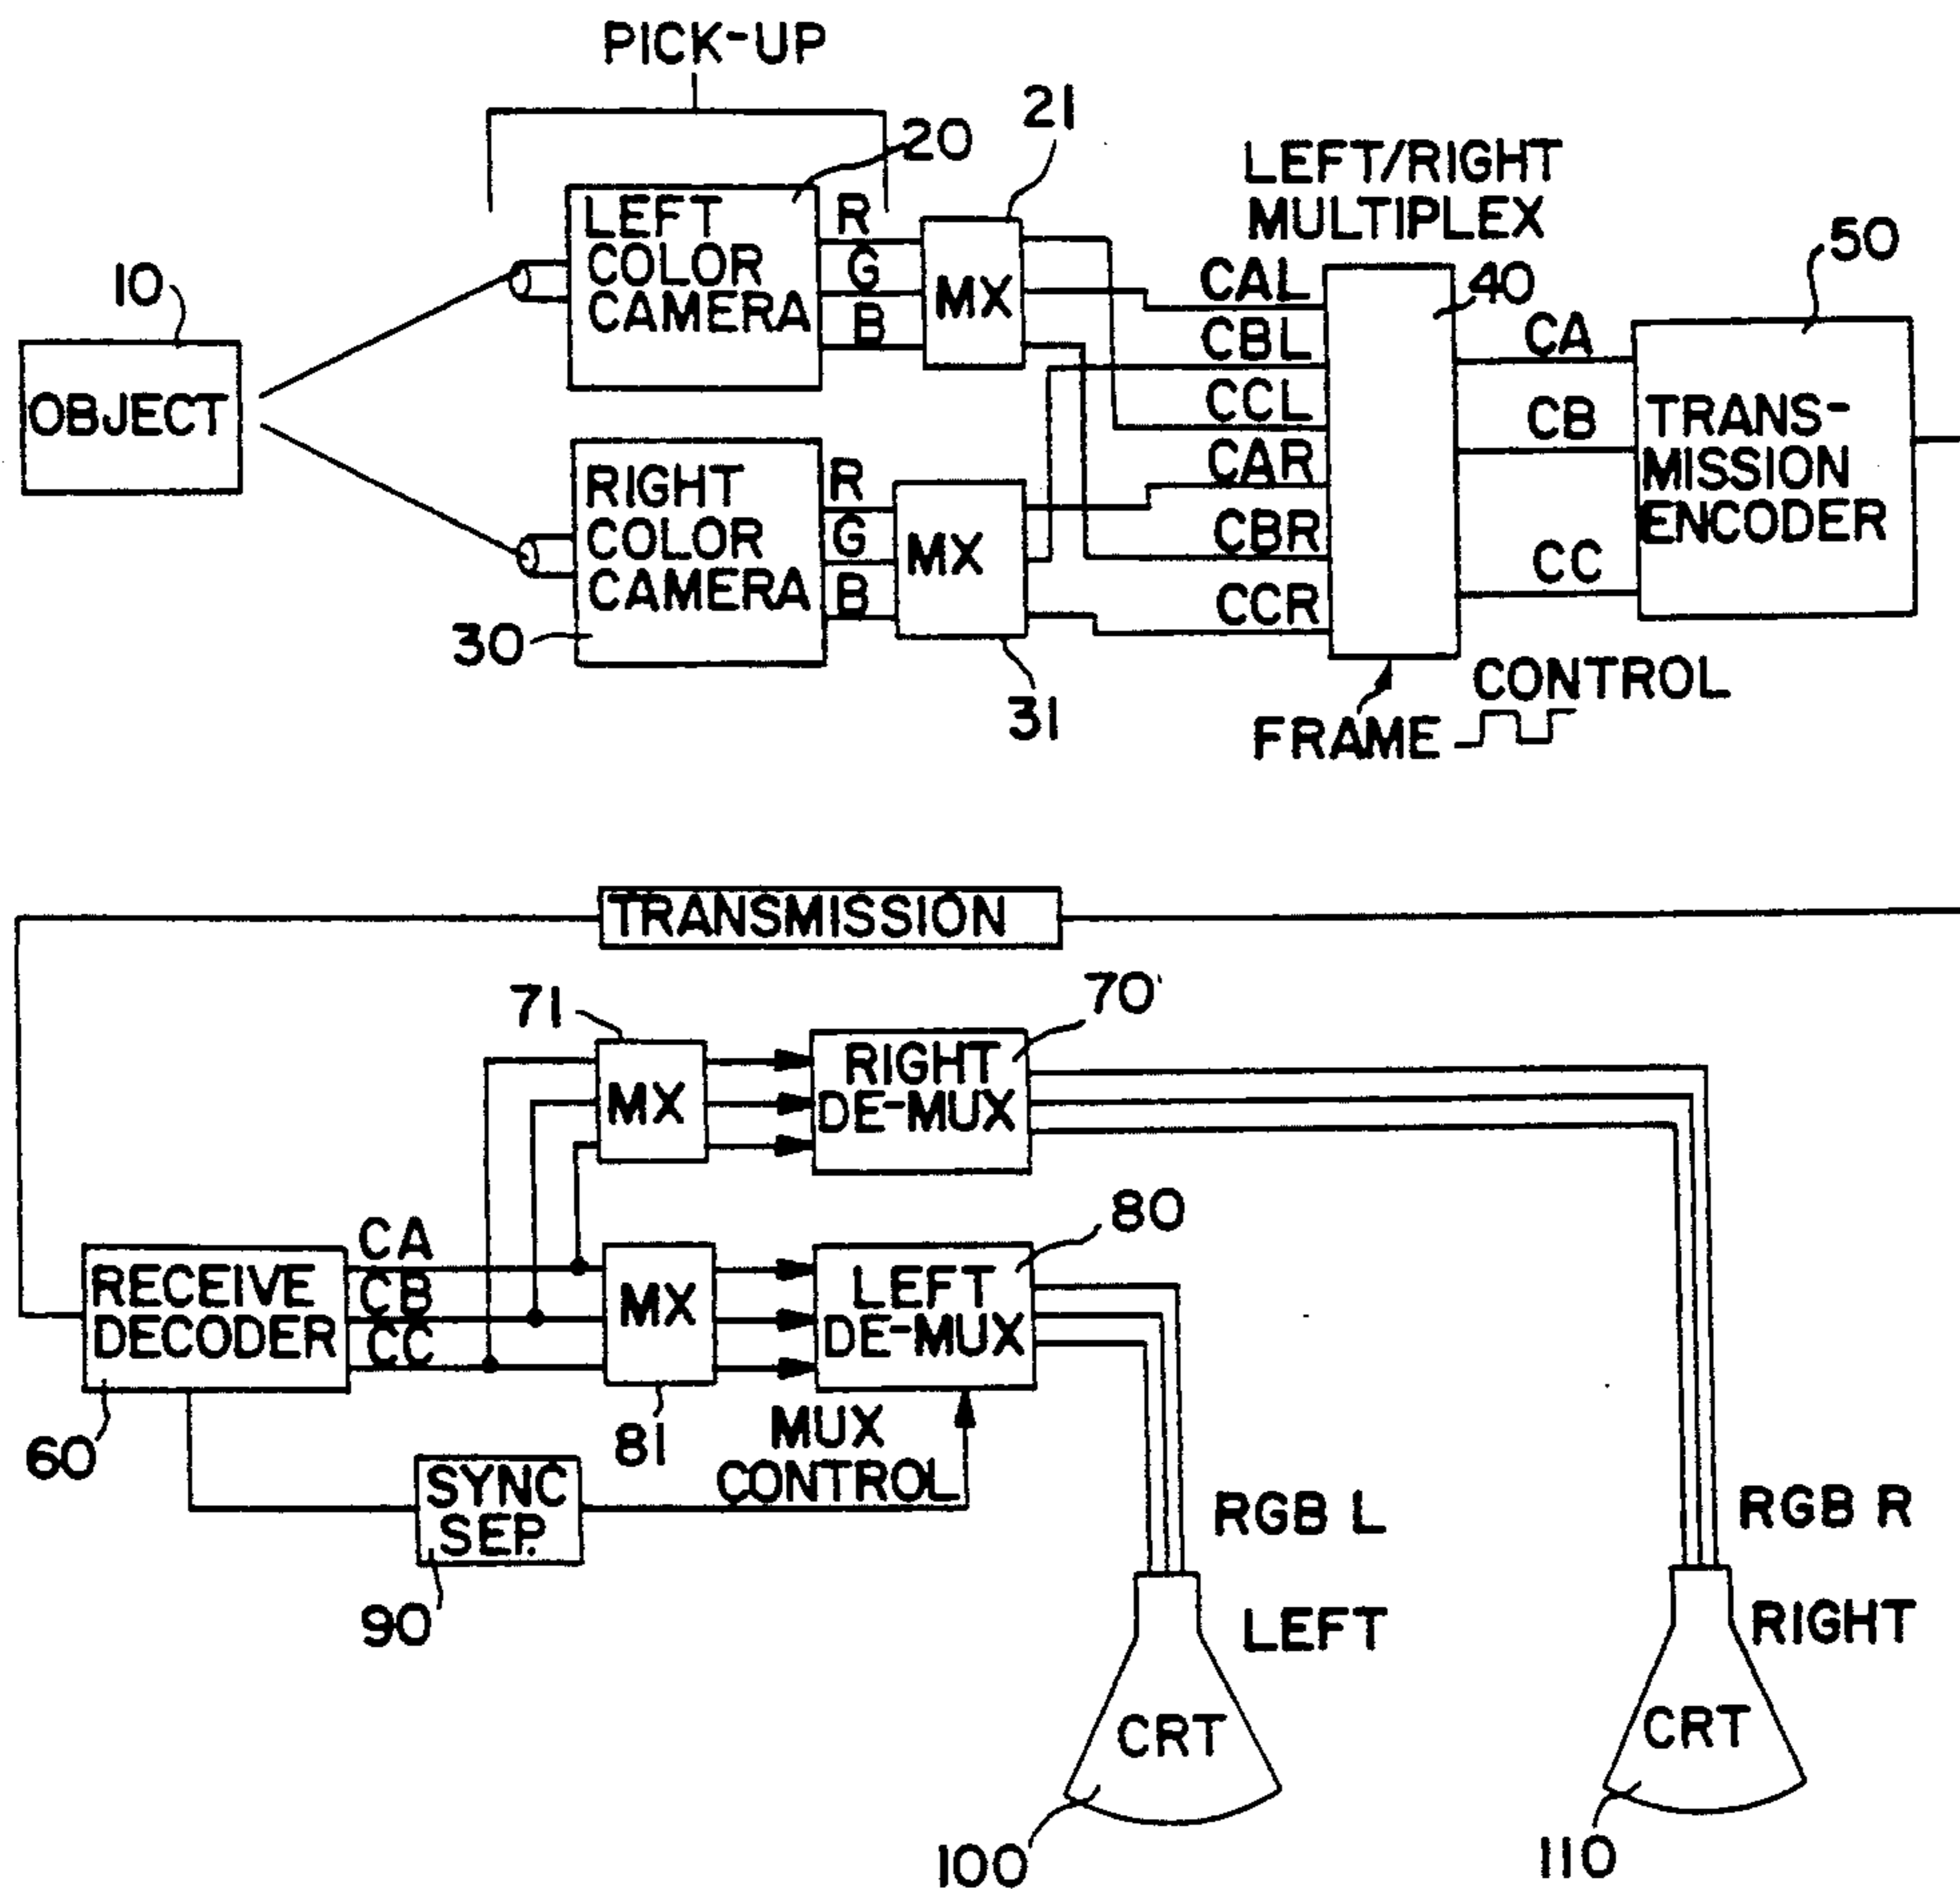 PICK-UP
20
21
LEFT/RIGHT
MULTIPLEX
10
OBJECT
LEFT
COLOR
CAMERA
R
G
B
MX
CAL
CBL
CCL
CAR
CBR
CCR
40
CA
CB
CC
50
TRANS-
MISSION
ENCODER
RIGHT
COLOR
CAMERA
R
G
B
MX
30
31
FRAME
CONTROL
TRANSMISSION
71
MX
70
RIGHT
DE-MUX
80
CA
CB
CC
RECEIVE
DECODER
MX
LEFT
DE-MUX
60
81
MUX
CONTROL
SYNC
SEP.
90
RGB L
LEFT
RGB R
RIGHT
CRT
CRT
100
110